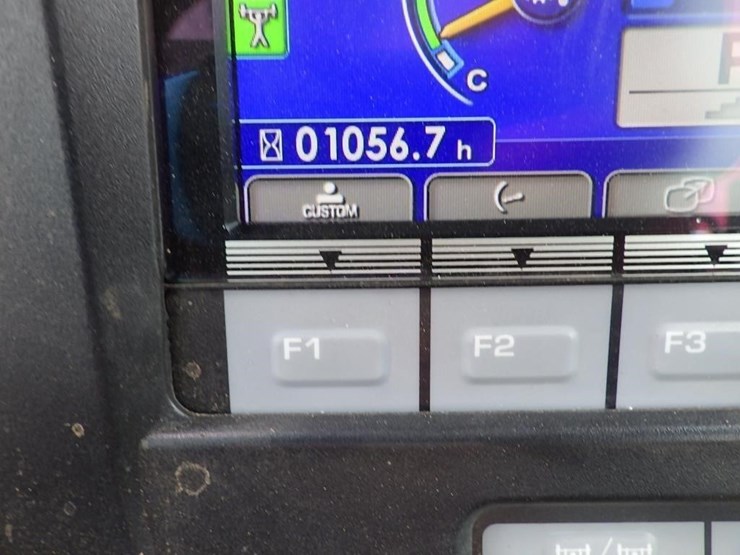 C
01056.7 h
CUSTOM
F1 F2 F3